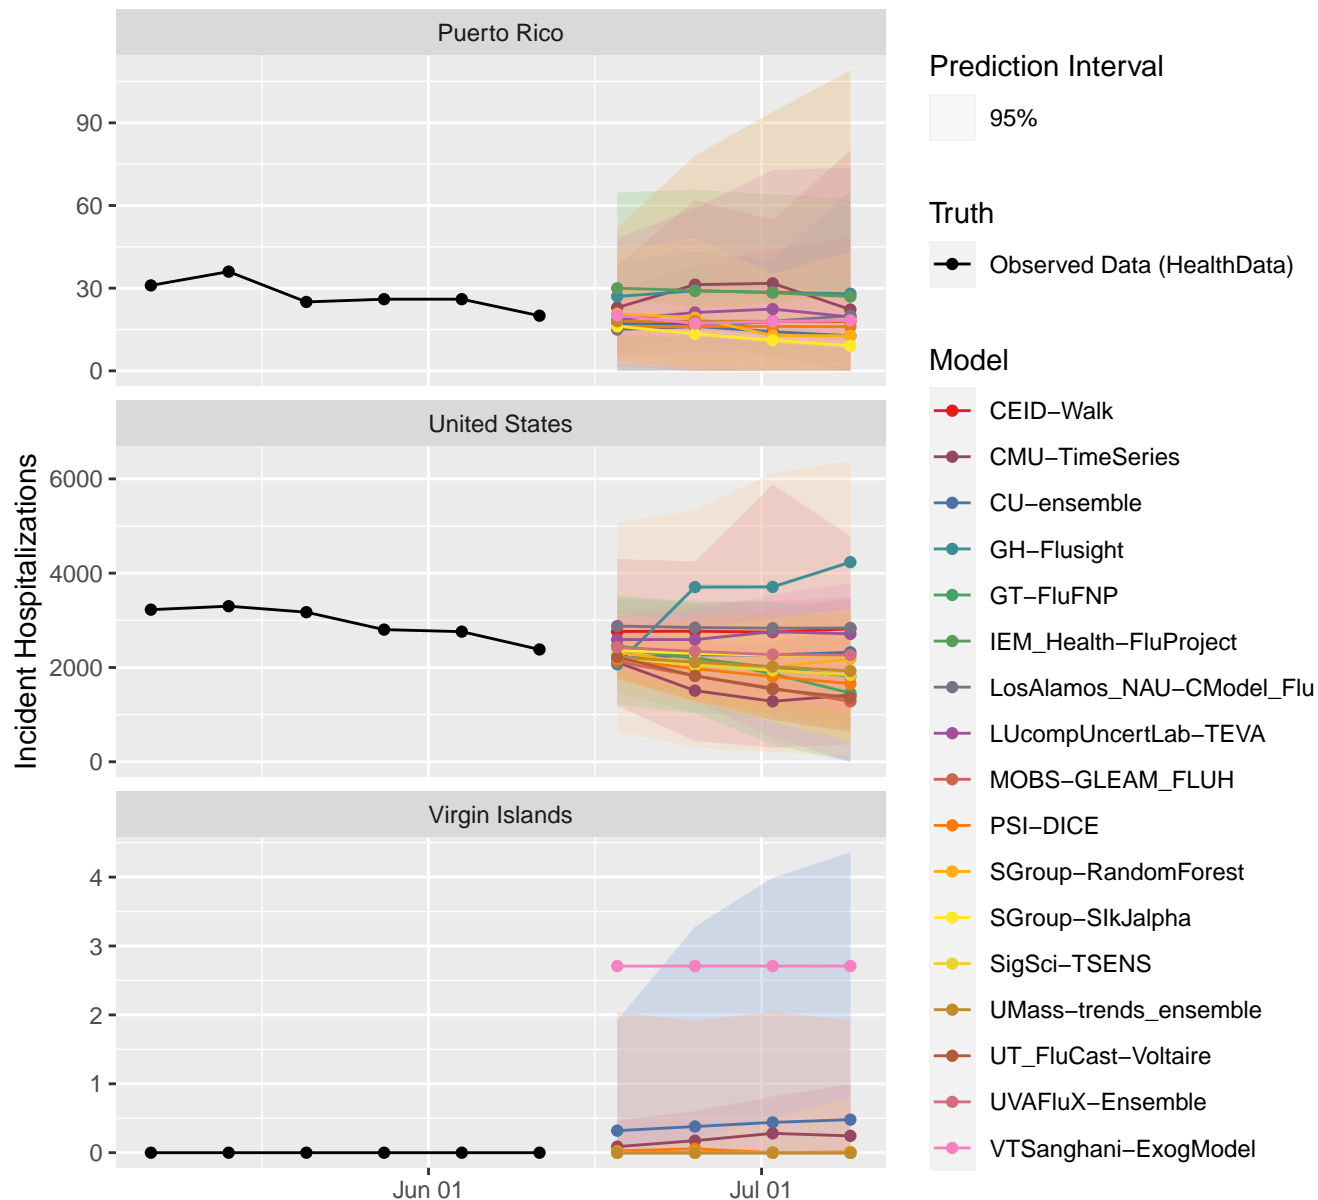 Puerto Rico
90
60
30
0
United States
6000
4000
2000
0
Virgin Islands
4
3
2
1
0
Jun 01
Jul 01
Incident Hospitalizations
Prediction Interval
95%
Truth
Observed Data (HealthData)
Model
CEID−Walk
CMU−TimeSeries
CU−ensemble
GH−Flusight
GT−FluFNP
IEM_Health−FluProject
LosAlamos_NAU−CModel_Flu
LUcompUncertLab−TEVA
MOBS−GLEAM_FLUH
PSI−DICE
SGroup−RandomForest
SGroup−SIkJalpha
SigSci−TSENS
UMass−trends_ensemble
UT_FluCast−Voltaire
UVAFluX−Ensemble
VTSanghani−ExogModel